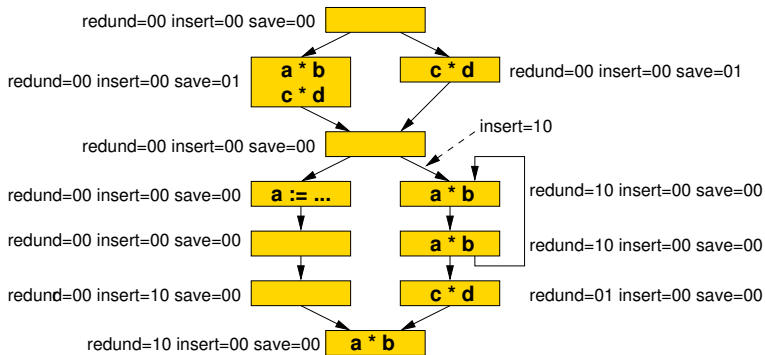 redund=00 insert=00 save=00
a * b
c * d
c * d
redund=00 insert=00 save=01
redund=00 insert=00 save=01
insert=10
redund=00 insert=00 save=00
redund=00 insert=00 save=00
a := ...
a * b
redund=10 insert=00 save=00
redund=00 insert=00 save=00
a * b
redund=10 insert=00 save=00
redund=00 insert=10 save=00
c * d
redund=01 insert=00 save=00
redund=10 insert=00 save=00
a * b